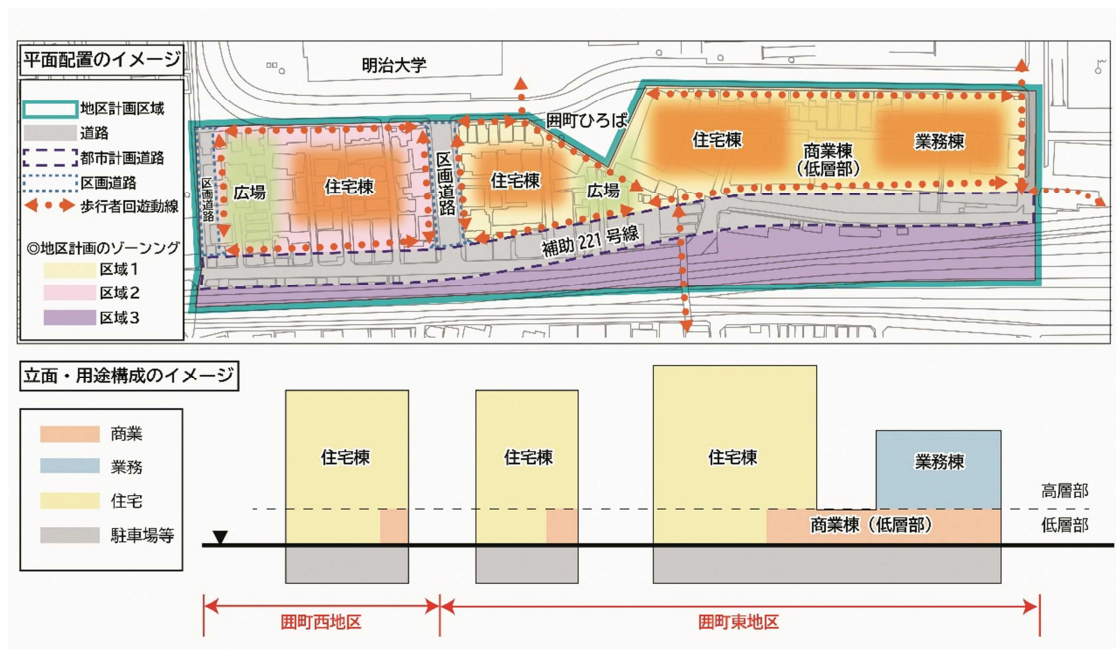 平面配置のイメージ
地区計画区域
道路
都市計画道路
区画道路
歩行者回遊動線
◎地区計画のゾーンング
区域1
区域2
区域3
明治大学
囲町ひろば
区画道路
広場
住宅棟
区画道路
住宅棟
広場
住宅棟
商業棟
(低層部)
業務棟
補助221号線
立面・用途構成のイメージ
商業
業務
住宅
駐車場等
住宅棟
住宅棟
住宅棟
業務棟
商業棟（低層部）
高層部
低層部
囲町西地区
囲町東地区